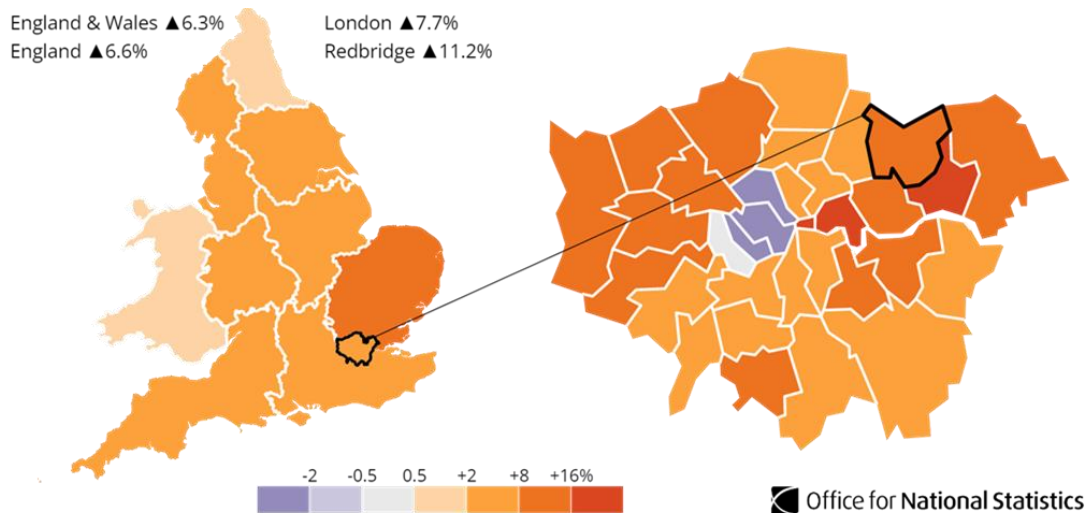 England & Wales ▲6.3% London ▲7.7%
England ▲6.6% Redbridge ▲11.2%
-2 -0.5 0.5 +2 +8 +16%
Office for National Statistics